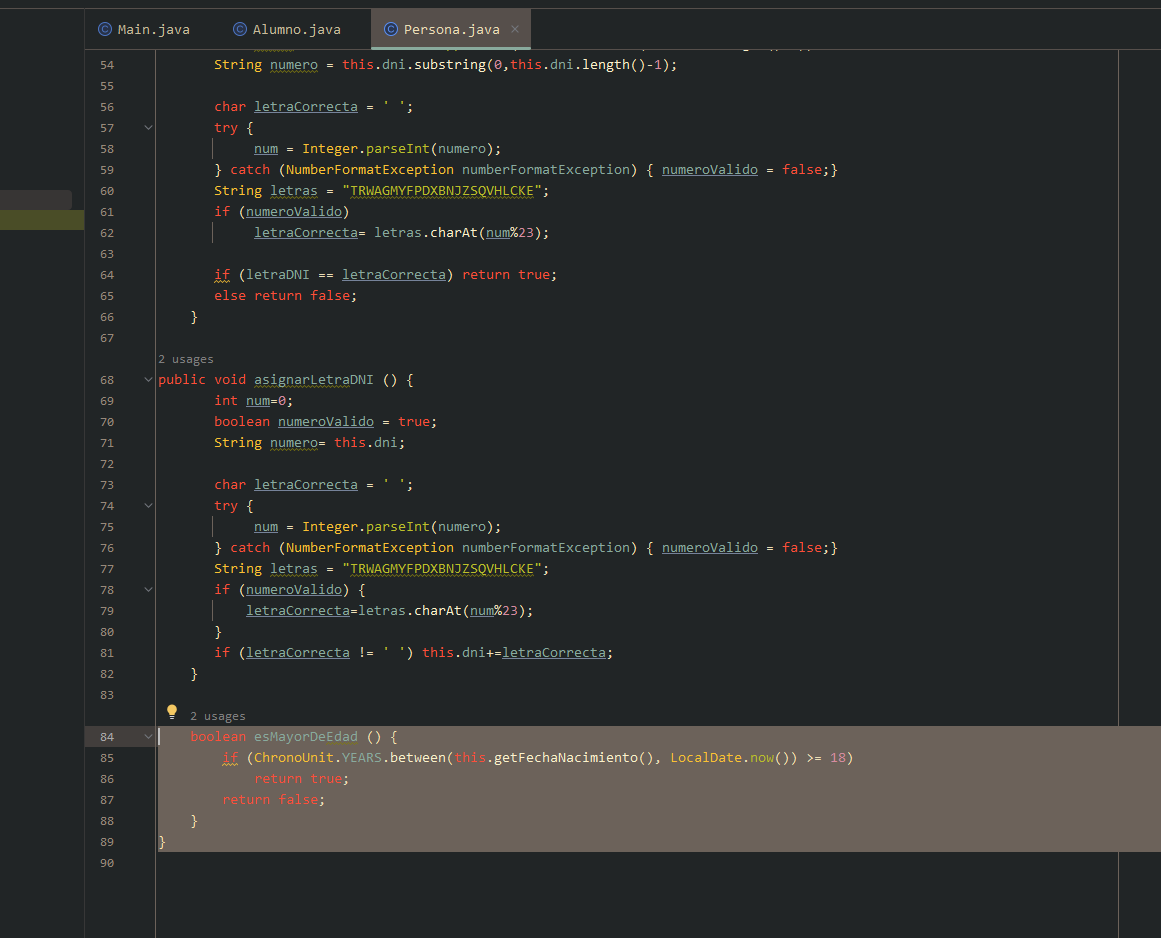 Main.java Alumno.java Persona.java
54 String numero = this.dni.substring(0,this.dni.length()-1);
55
56 char letraCorrecta = ' ';
57 try {
58 num = Integer.parseInt(numero);
59 } catch (NumberFormatException numberFormatException) { numeroValido = false;}
60 String letras = "TRWAGMYFPDXBNJZSQVHLCKE";
61 if (numeroValido)
62 letraCorrecta= letras.charAt(num%23);
63
64 if (letraDNI == letraCorrecta) return true;
65 else return false;
66 }
67
2 usages
68 public void asignarLetraDNI () {
69 int num=0;
70 boolean numeroValido = true;
71 String numero= this.dni;
72
73 char letraCorrecta = ' ';
74 try {
75 num = Integer.parseInt(numero);
76 } catch (NumberFormatException numberFormatException) { numeroValido = false;}
77 String letras = "TRWAGMYFPDXBNJZSQVHLCKE";
78 if (numeroValido) {
79 letraCorrecta=letras.charAt(num%23);
80 }
81 if (letraCorrecta != ' ') this.dni+=letraCorrecta;
82 }
83
2 usages
84 boolean esMayorDeEdad () {
85 if (ChronoUnit.YEARS.between(this.getFechaNacimiento(), LocalDate.now()) >= 18)
86 return true;
87 return false;
88 }
89 }
90